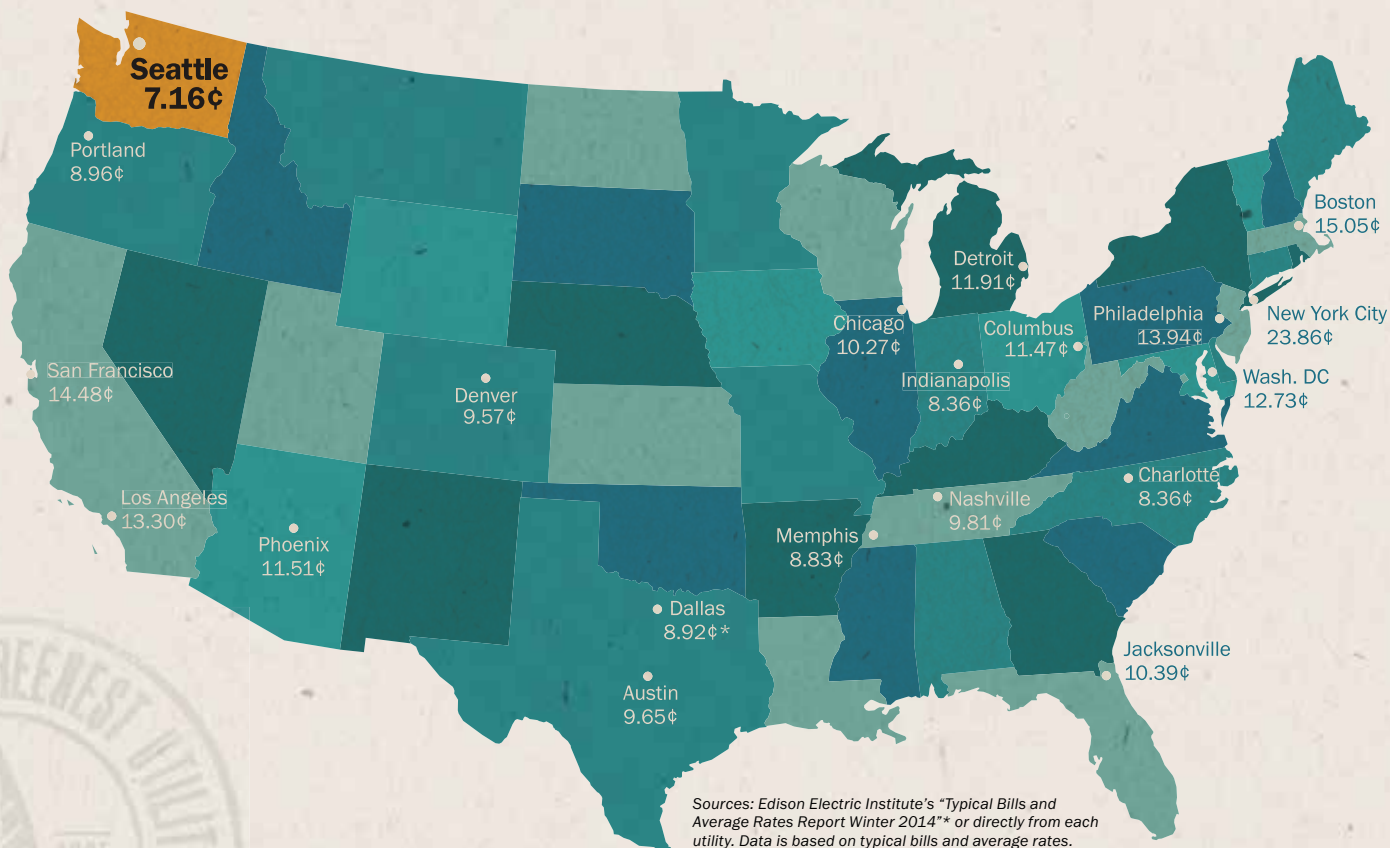 Seattle
7.16¢
Portland
8.96¢
Boston
15.05¢
Detroit
11.91¢
Chicago
10.27¢
Columbus
11.47¢
Philadelphia
13.94¢
New York City
23.86¢
San Francisco
14.48¢
Denver
9.57¢
Indianapolis
8.36¢
Wash. DC
12.73¢
Los Angeles
13.30¢
Phoenix
11.51¢
Nashville
9.81¢
Charlotte
8.36¢
Memphis
8.83¢
Dallas
8.92¢*
Austin
9.65¢
Jacksonville
10.39¢
Sources: Edison Electric Institute's “Typical Bills and
Average Rates Report Winter 2014”* or directly from each
utility. Data is based on typical bills and average rates.